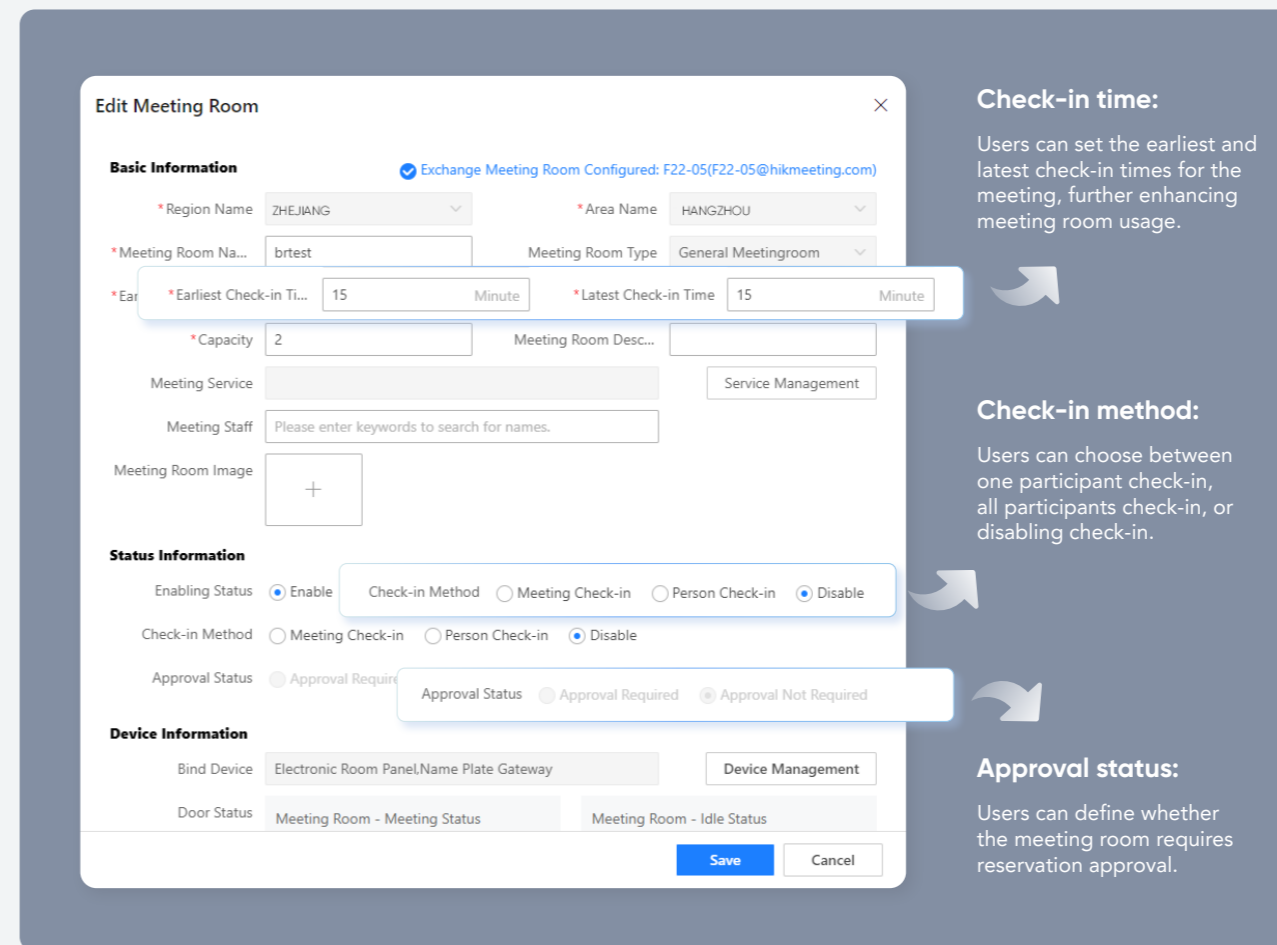 Edit Meeting Room
Basic Information
Exchange Meeting Room Configured: F22-05(F22-05@hikmeeting.com)
*Region Name ZHEJIANG *Area Name HANGZHOU
*Meeting Room Na... brtest Meeting Room Type General Meetingroom
*Ear *Earliest Check-in Ti... 15 Minute *Latest Check-in Time 15 Minute
*Capacity 2 Meeting Room Desc...
Meeting Service Service Management
Meeting Staff Please enter keywords to search for names.
Meeting Room Image
Status Information
Enabling Status Enable Check-in Method Meeting Check-in Person Check-in Disable
Check-in Method Meeting Check-in Person Check-in Disable
Approval Status Approval Require
Approval Status Approval Required Approval Not Required
Device Information
Bind Device Electronic Room Panel,Name Plate Gateway Device Management
Door Status Meeting Room - Meeting Status Meeting Room - Idle Status
Save Cancel
Check-in time:
Users can set the earliest and
latest check-in times for the
meeting, further enhancing
meeting room usage.
Check-in method:
Users can choose between
one participant check-in,
all participants check-in, or
disabling check-in.
Approval status:
Users can define whether
the meeting room requires
reservation approval.